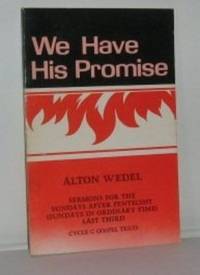 We Have
His Promise
ALTON WEDEL
SERMONS FOR THE
SUNDAYS AFTER PENTECOST
(SUNDAYS IN ORDINARY TIME)
LAST THIRD
CYCLE C GOSPEL TEXTS